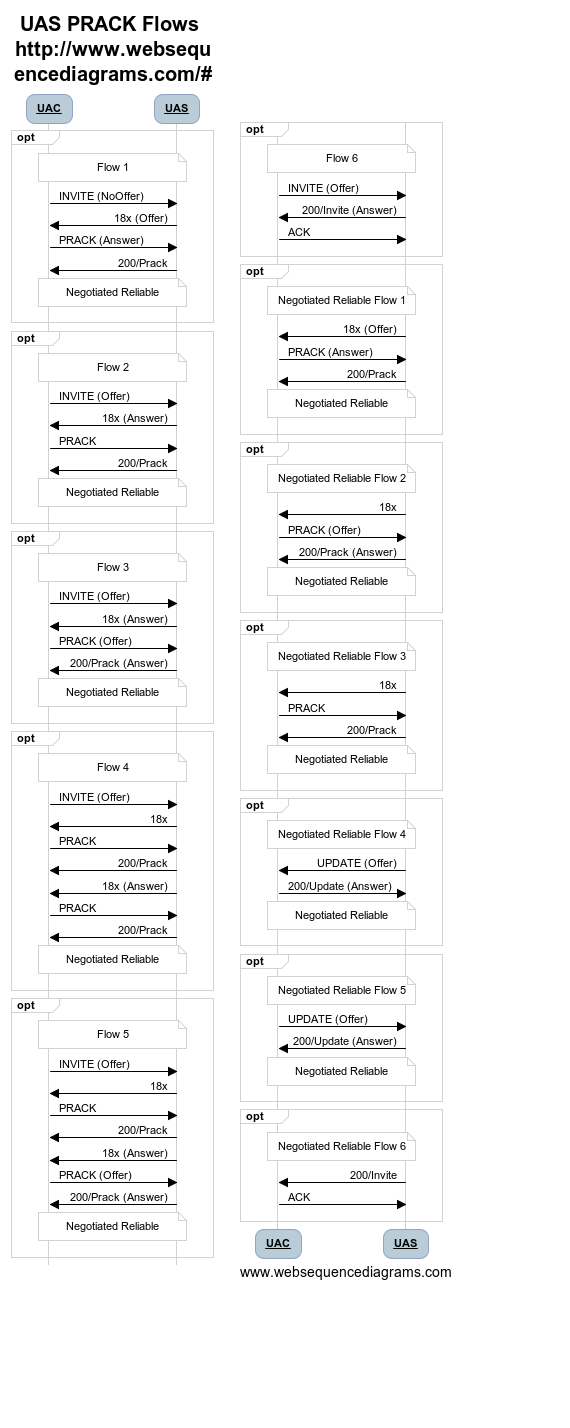 UAS PRACK Flows
http://www.websequ
encediagrams.com/#
UAC UAS
opt
Flow 1
INVITE (NoOffer)
18x (Offer)
PRACK (Answer)
200/Prack
Negotiated Reliable
opt
Flow 2
INVITE (Offer)
18x (Answer)
PRACK
200/Prack
Negotiated Reliable
opt
Flow 3
INVITE (Offer)
18x (Answer)
PRACK (Offer)
200/Prack (Answer)
Negotiated Reliable
opt
Flow 4
INVITE (Offer)
18x
PRACK
200/Prack
18x (Answer)
PRACK
200/Prack
Negotiated Reliable
opt
Flow 5
INVITE (Offer)
18x
PRACK
200/Prack
18x (Answer)
PRACK (Offer)
200/Prack (Answer)
Negotiated Reliable
opt
Flow 6
INVITE (Offer)
200/Invite (Answer)
ACK
opt
Negotiated Reliable Flow 1
18x (Offer)
PRACK (Answer)
200/Prack
Negotiated Reliable
opt
Negotiated Reliable Flow 2
18x
PRACK (Offer)
200/Prack (Answer)
Negotiated Reliable
opt
Negotiated Reliable Flow 3
18x
PRACK
200/Prack
Negotiated Reliable
opt
Negotiated Reliable Flow 4
UPDATE (Offer)
200/Update (Answer)
Negotiated Reliable
opt
Negotiated Reliable Flow 5
UPDATE (Offer)
200/Update (Answer)
Negotiated Reliable
opt
Negotiated Reliable Flow 6
200/Invite
ACK
UAC UAS
www.websequencediagrams.com